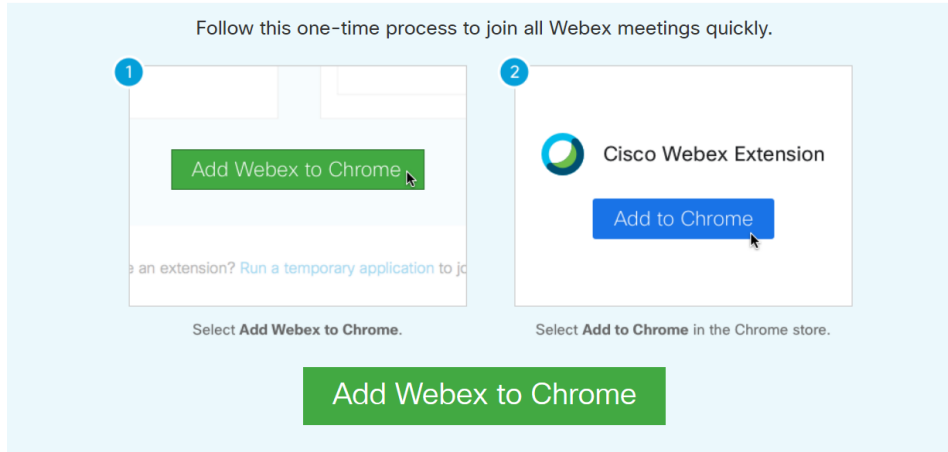 Follow this one-time process to join all Webex meetings quickly.
1
Add Webex to Chrome
an extension? Run a temporary application to
Select Add Webex to Chrome.
2
Cisco Webex Extension
Add to Chrome
Select Add to Chrome in the Chrome store.
Add Webex to Chrome